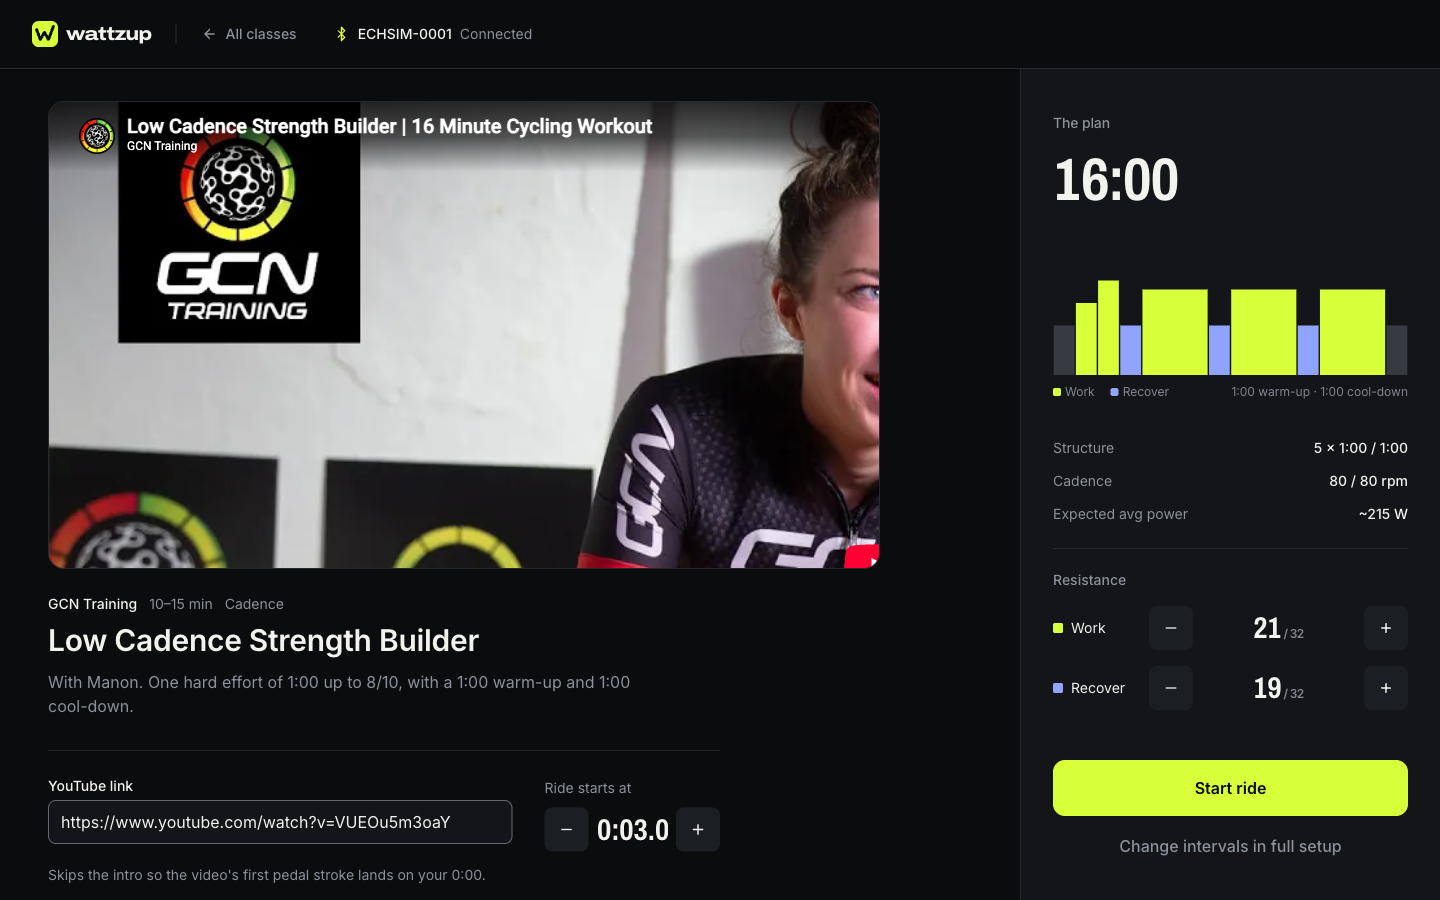 wattzup
All classes
ECHSIM-0001 Connected
Low Cadence Strength Builder | 16 Minute Cycling Workout
GCN Training
GCN
TRAINING
GCN
GCN Training 10–15 min Cadence
Low Cadence Strength Builder
With Manon. One hard effort of 1:00 up to 8/10, with a 1:00 warm-up and 1:00
cool-down.
YouTube link
https://www.youtube.com/watch?v=VUEOu5m3oaY
Ride starts at
− 0:03.0 +
Skips the intro so the video's first pedal stroke lands on your 0:00.
The plan
16:00
Work Recover 1:00 warm-up · 1:00 cool-down
Structure 5 × 1:00 / 1:00
Cadence 80 / 80 rpm
Expected avg power ~215 W
Resistance
Work − 21 / 32 +
Recover − 19 / 32 +
Start ride
Change intervals in full setup